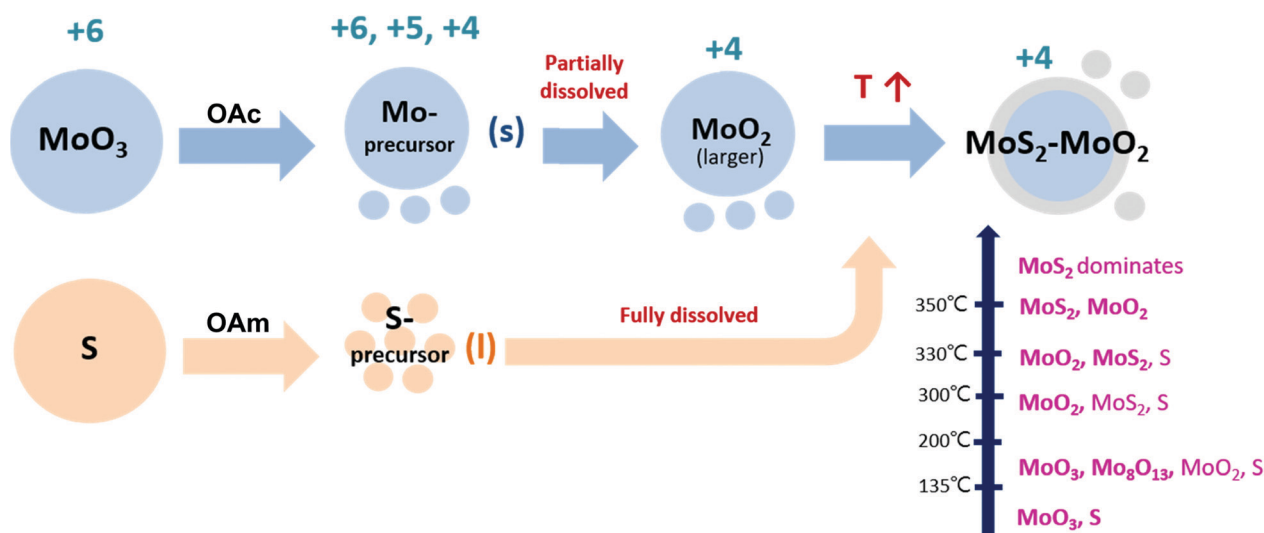 +6
+6, +5, +4
+4
+4
MoO₃
OAc
Mo-
precursor
(s)
Partially
dissolved
MoO₂
(larger)
T ↑
MoS₂-MoO₂
S
OAm
S-
precursor
(l)
Fully dissolved
MoS₂ dominates
350℃ MoS₂, MoO₂
330℃ MoO₂, MoS₂, S
300℃ MoO₂, MoS₂, S
200℃
MoO₃, Mo₈O₁₃, MoO₂, S
135℃
MoO₃, S